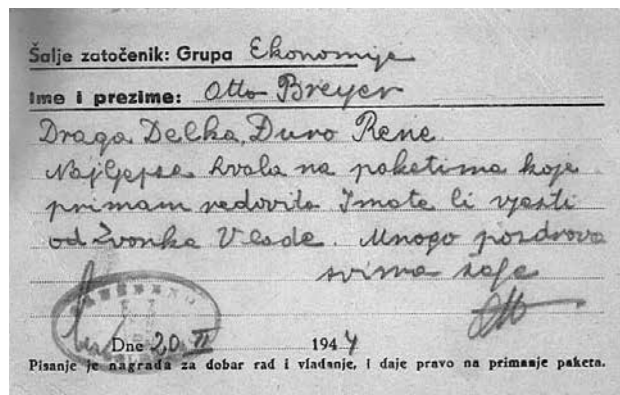 Šalje zatočenik: Grupa Ekonomije
Ime i prezime: Otto Breyer
Draga Delka, Đuro Rene
Najljepša hvala na paketima koje
primam redovito Imate li vjesti
od Zvonka Vlade. Mnogo pozdrava
svima šalje
Otto
Dne 20 II 1944
Pisanje je nagrada za dobar rad i vladanje, i daje pravo na primanje paketa.